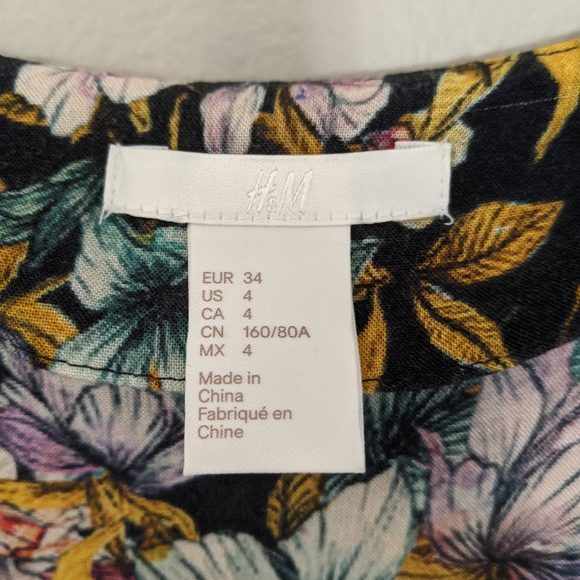 H&M
EUR 34
US 4
CA 4
CN 160/80A
MX 4
Made in
China
Fabriqué en
Chine